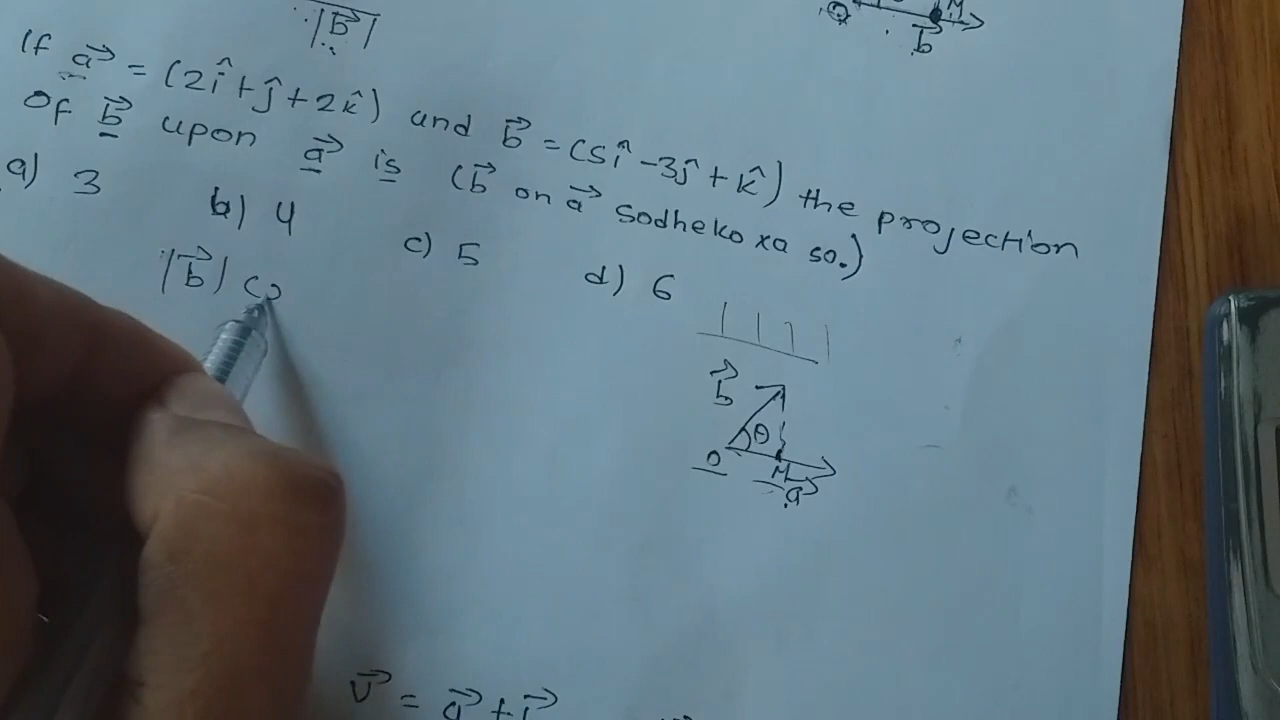 |b→|
O M
b→
If a→ = (2î+ĵ+2k̂) and b→ = (5î-3ĵ+k̂) the projection
of b→ upon a→ is (b→ on a→ sodheko xa so.)
a) 3 b) 4 c) 5 d) 6
|b→| co
b→
θ
O M
a→
v→ = a→ +